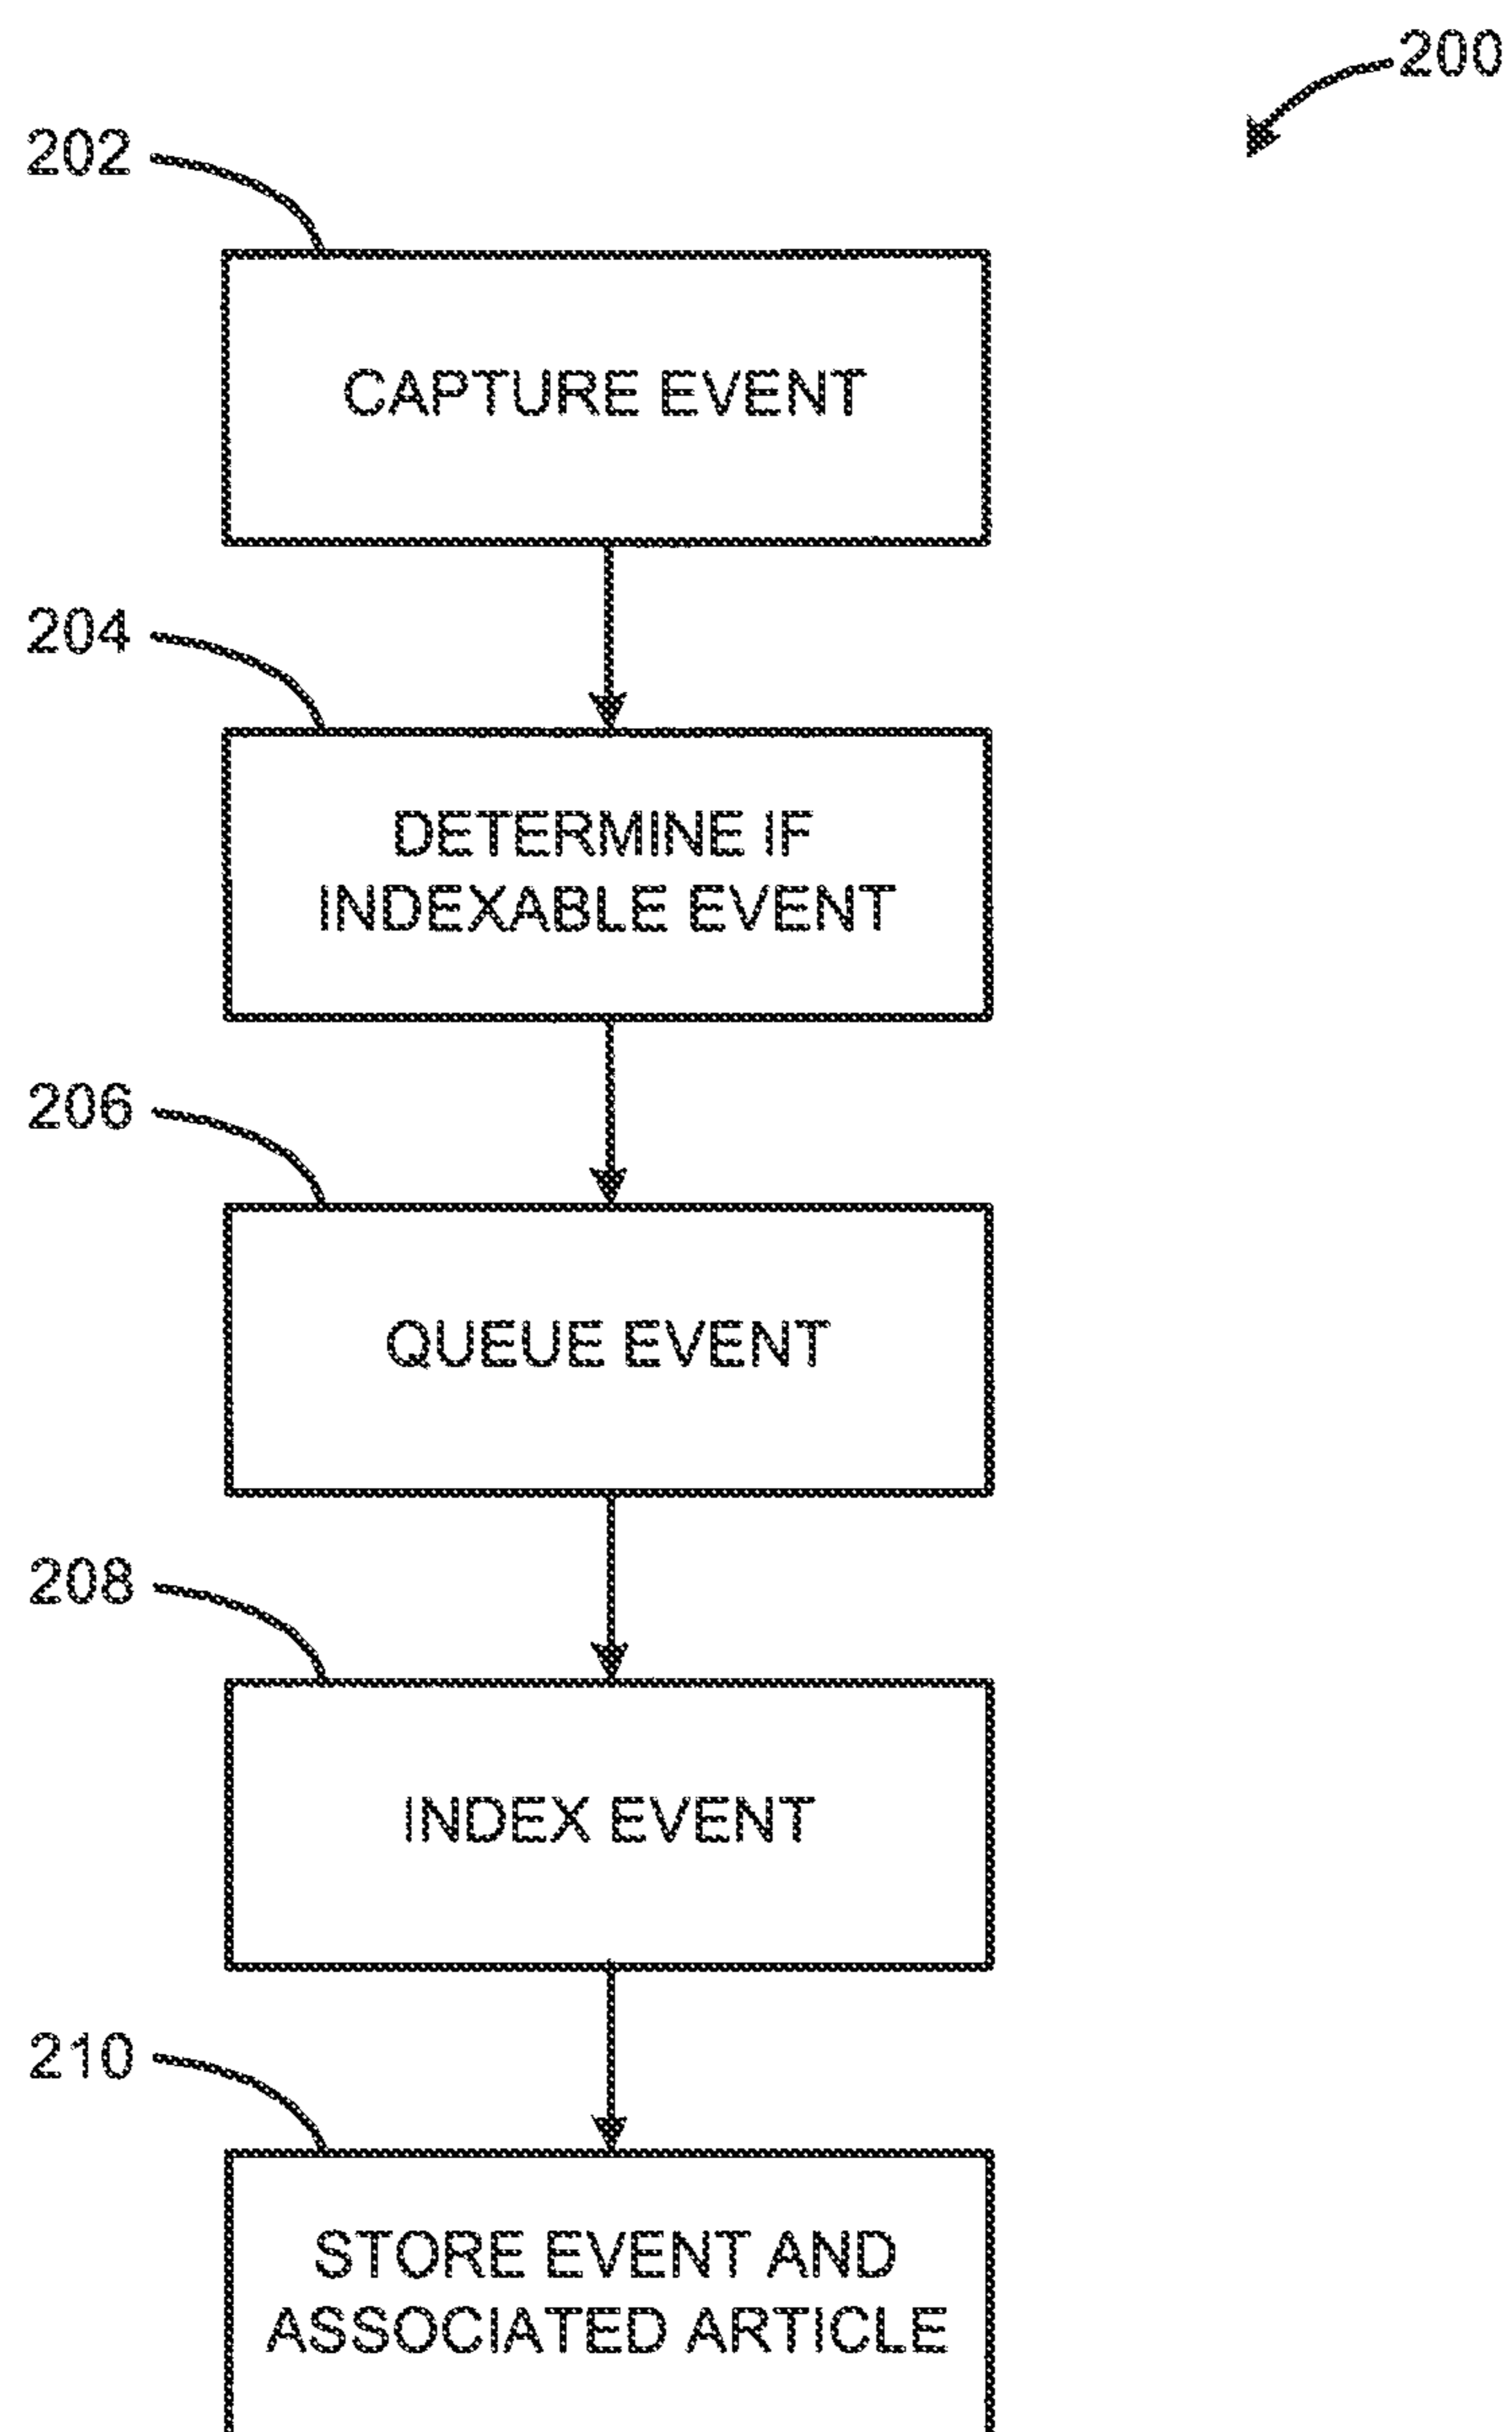 200
202
CAPTURE EVENT
204
DETERMINE IF
INDEXABLE EVENT
206
QUEUE EVENT
208
INDEX EVENT
210
STORE EVENT AND
ASSOCIATED ARTICLE